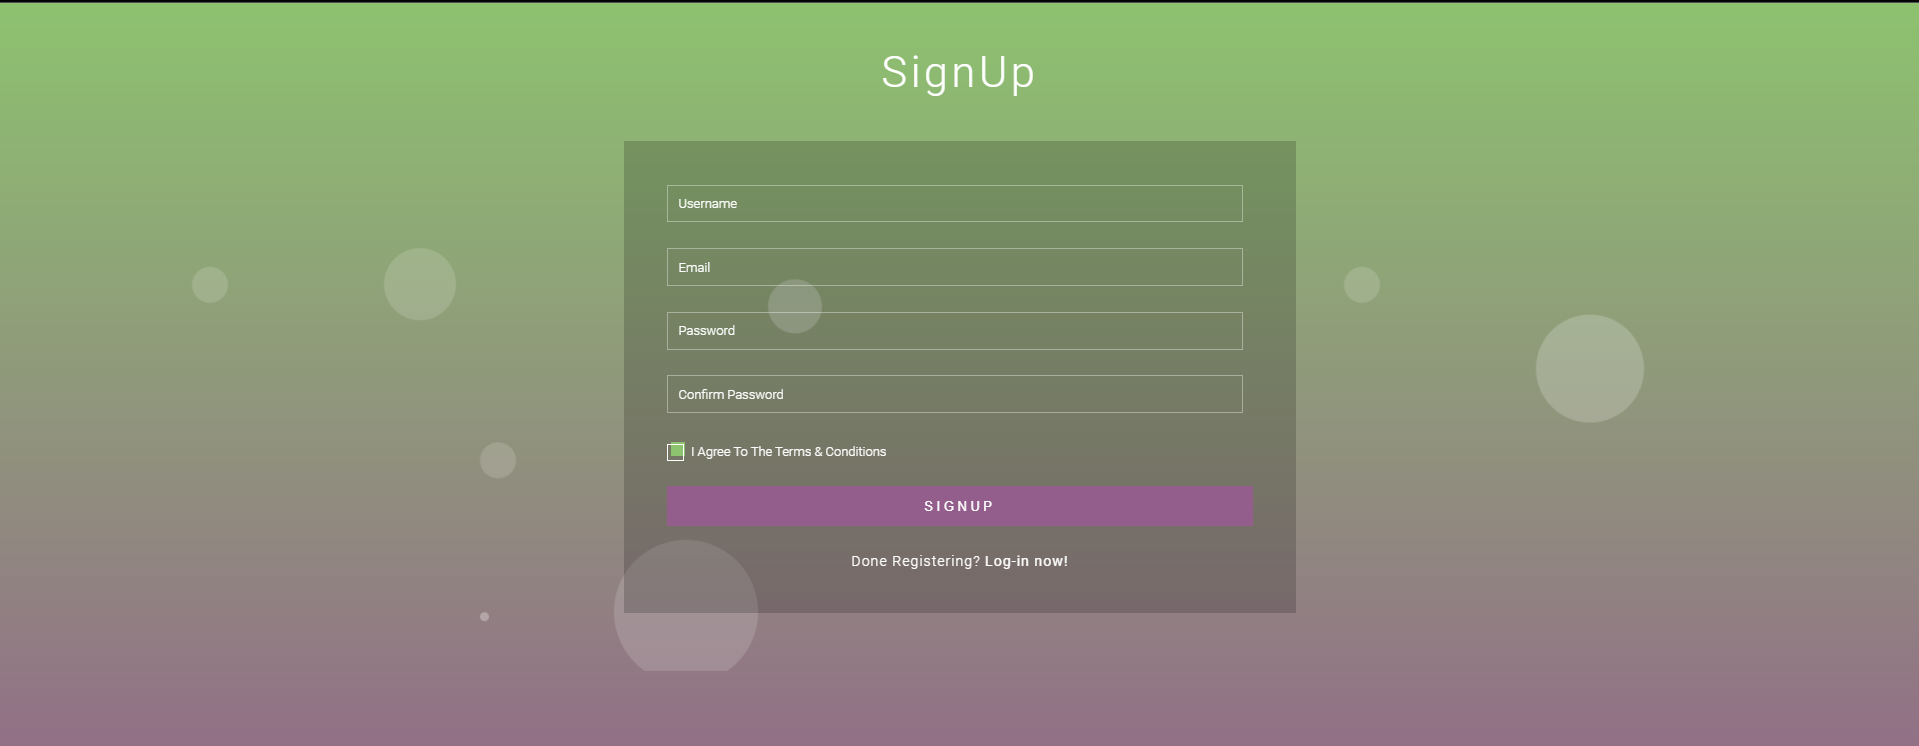 SignUp
Username
Email
Password
Confirm Password
I Agree To The Terms & Conditions
SIGNUP
Done Registering? Log-in now!